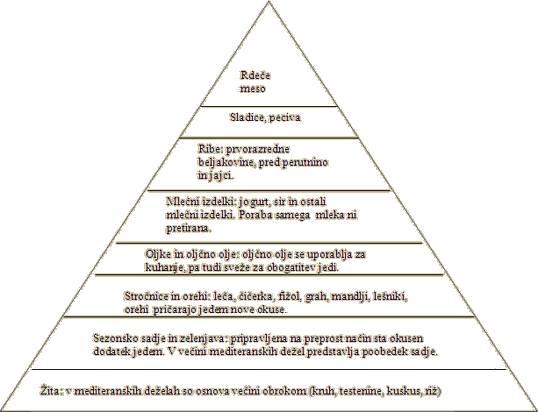 Rdeče
meso
Sladice, peciva
Ribe: prvorazredne
beljakovine, pred perutnino
in jajci.
Mlečni izdelki: jogurt, sir in ostali
mlečni izdelki. Poraba samega mleka ni
pretirana.
Oljke in oljčno olje: oljčno olje se uporablja za
kuhanje, pa tudi sveže za obogatitev jedi.
Stročnice in orehi: leča, čičerka, fižol, grah, mandlji, lešniki,
orehi pričarajo jedem nove okuse.
Sezonsko sadje in zelenjava: pripravljena na preprost način sta okusen
dodatek jedem. V večini mediteranskih dežel predstavlja poobedek sadje.
Žita: v mediteranskih deželah so osnova večini obrokom (kruh, testenine, kuskus, riž)